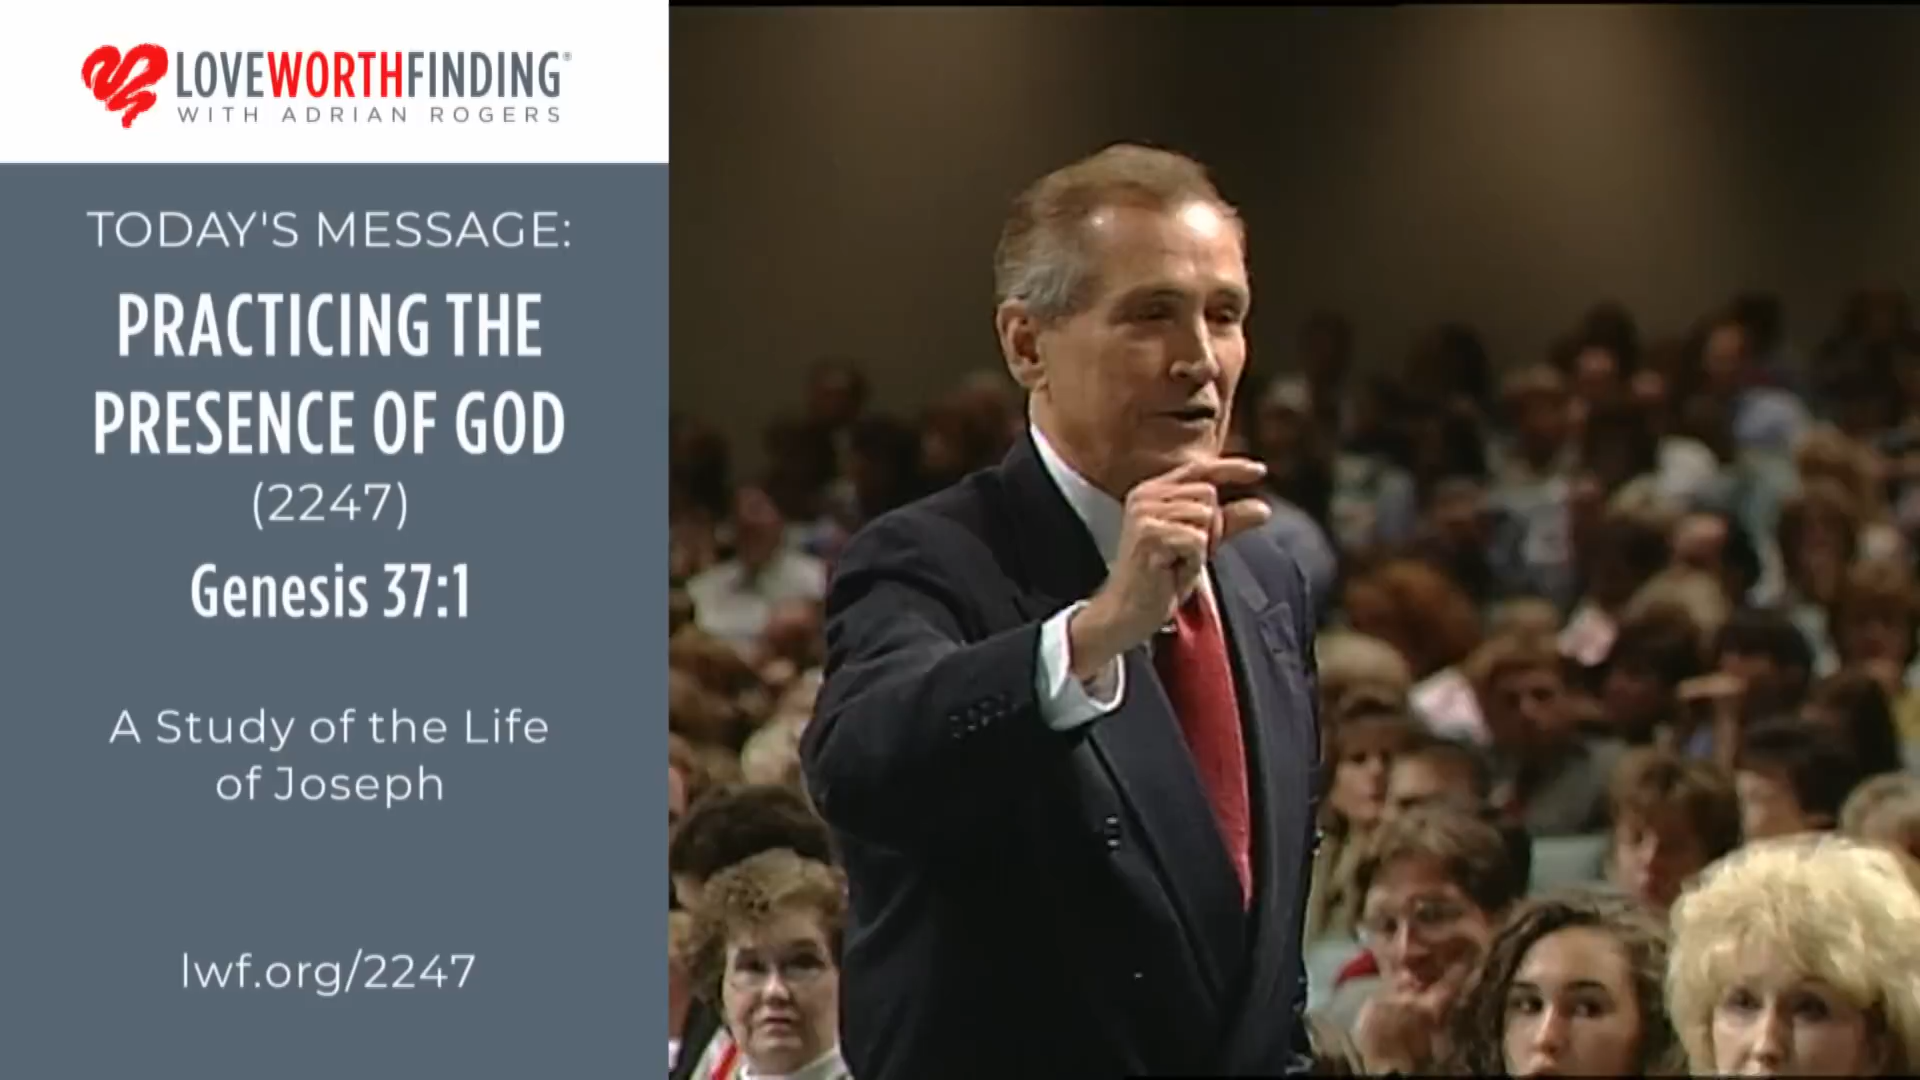 LOVEWORTHFINDING®
WITH ADRIAN ROGERS
TODAY'S MESSAGE:
PRACTICING THE
PRESENCE OF GOD
(2247)
Genesis 37:1
A Study of the Life
of Joseph
lwf.org/2247